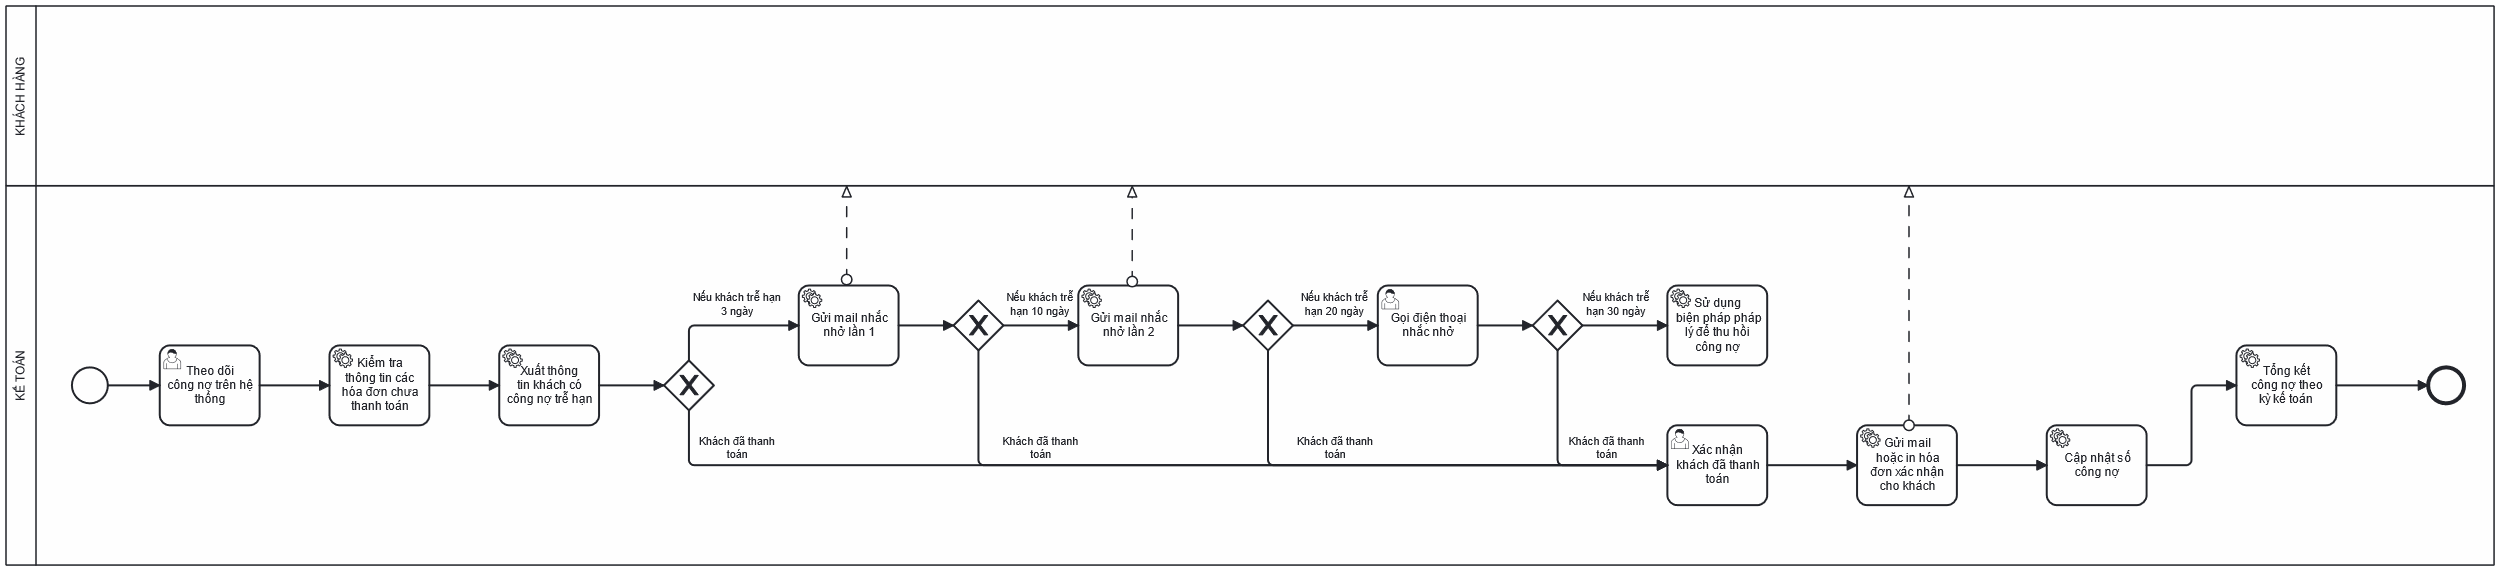 KHÁCH HÀNG
KẾ TOÁN
Theo dõi
công nợ trên hệ
thống
Kiểm tra
thông tin các
hóa đơn chưa
thanh toán
Xuất thông
tin khách có
công nợ trễ hạn
Nếu khách trễ hạn
3 ngày
Khách đã thanh
toán
Gửi mail nhắc
nhở lần 1
Nếu khách trễ
hạn 10 ngày
Khách đã thanh
toán
Gửi mail nhắc
nhở lần 2
Nếu khách trễ
hạn 20 ngày
Khách đã thanh
toán
Gọi điện thoại
nhắc nhở
Nếu khách trễ
hạn 30 ngày
Khách đã thanh
toán
Sử dụng
biện pháp pháp
lý để thu hồi
công nợ
Xác nhận
khách đã thanh
toán
Gửi mail
hoặc in hóa
đơn xác nhận
cho khách
Cập nhật số
công nợ
Tổng kết
công nợ theo
kỳ kế toán